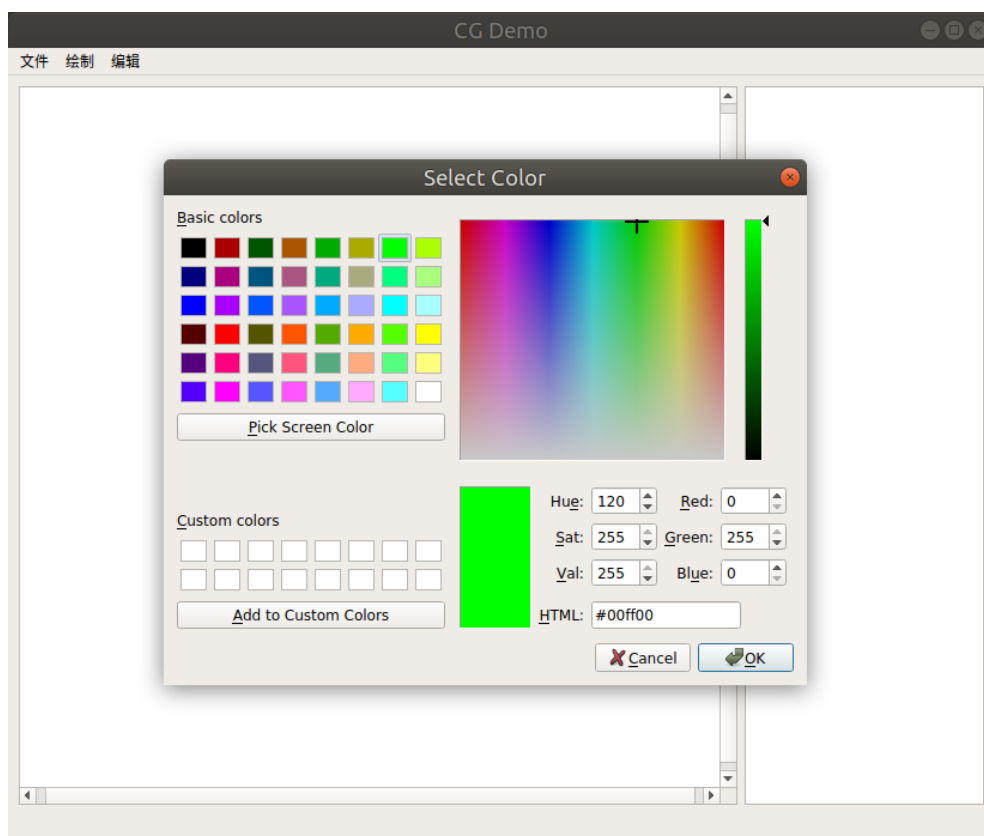 CG Demo
文件 绘制 编辑
Select Color
Basic colors
Pick Screen Color
Custom colors
Add to Custom Colors
Hue: 120 Red: 0
Sat: 255 Green: 255
Val: 255 Blue: 0
HTML: #00ff00
Cancel OK